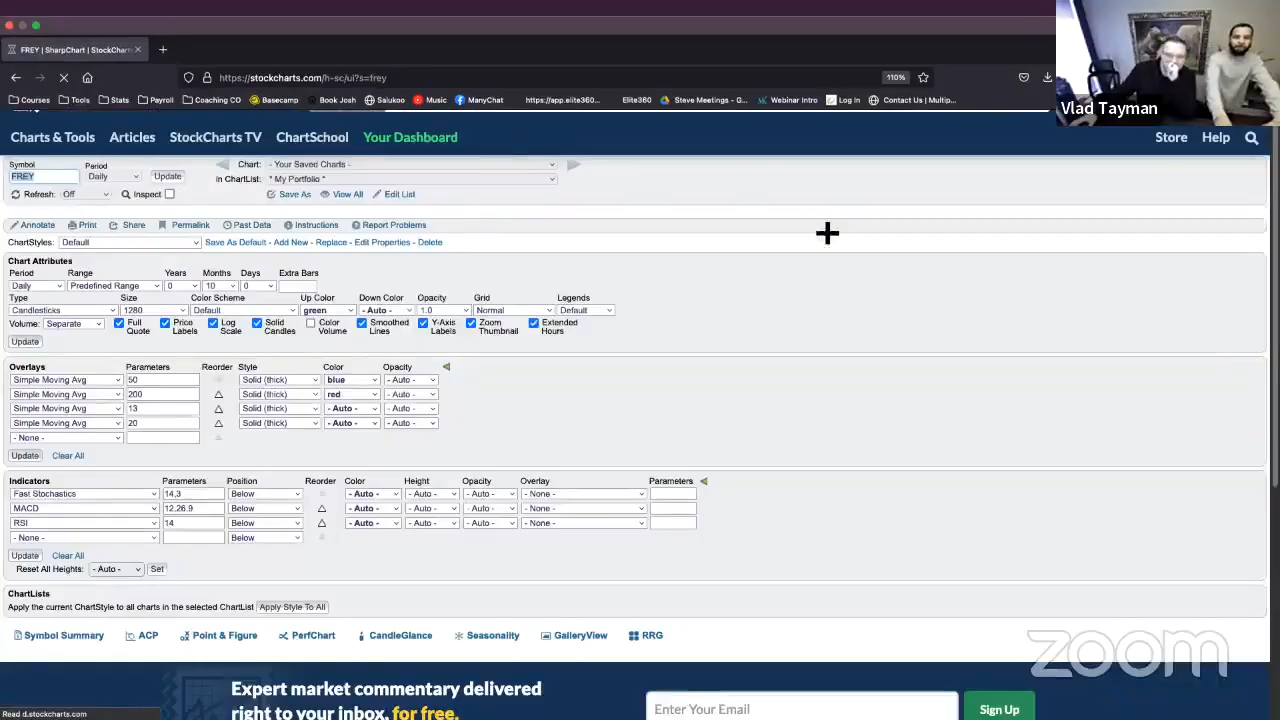 FREY | SharpChart | StockChart
https://stockcharts.com/h-sc/ui?s=frey
110%
Courses Tools Stats Payroll Coaching CO Basecamp Book Josh Salukoo Music ManyChat https://app.elite360... Elite360 Steve Meetings - G... Webinar Intro Log In Contact Us | Multip...
Vlad Tayman
Charts & Tools Articles StockCharts TV ChartSchool Your Dashboard Store Help
Symbol Period Chart: - Your Saved Charts -
FREY Daily Update in ChartList: * My Portfolio *
Refresh: Off Inspect Save As View All Edit List
Annotate Print Share Permalink Past Data Instructions Report Problems
ChartStyles: Default Save As Default - Add New - Replace - Edit Properties - Delete
Chart Attributes
Period Range Years Months Days Extra Bars
Daily Predefined Range 0 10 0
Type Size Color Scheme Up Color Down Color Opacity Grid Legends
Candlesticks 1280 Default green - Auto - 1.0 Normal Default
Volume: Separate Full Quote Price Labels Log Scale Solid Candles Color Volume Smoothed Lines Y-Axis Labels Zoom Thumbnail Extended Hours
Update
Overlays Parameters Reorder Style Color Opacity
Simple Moving Avg 50 Solid (thick) blue - Auto -
Simple Moving Avg 200 Solid (thick) red - Auto -
Simple Moving Avg 13 Solid (thick) - Auto - - Auto -
Simple Moving Avg 20 Solid (thick) - Auto - - Auto -
- None -
Update Clear All
Indicators Parameters Position Reorder Color Height Opacity Overlay Parameters
Fast Stochastics 14,3 Below - Auto - - Auto - - Auto - - None -
MACD 12,26,9 Below - Auto - - Auto - - Auto - - None -
RSI 14 Below - Auto - - Auto - - Auto - - None -
- None - Below
Update Clear All
Reset All Heights: - Auto - Set
ChartLists
Apply the current ChartStyle to all charts in the selected ChartList Apply Style To All
Symbol Summary ACP Point & Figure PerfChart CandleGlance Seasonality GalleryView RRG
zoom
Expert market commentary delivered
right to your inbox, for free.
Enter Your Email Sign Up
Read d.stockcharts.com